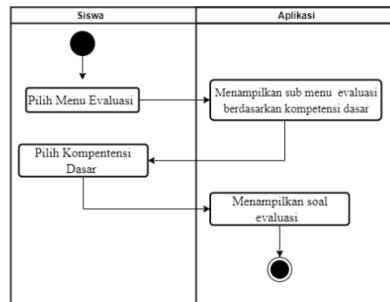 Siswa
Aplikasi
Pilih Menu Evaluasi
Menampilkan sub menu evaluasi
berdasarkan kompetensi dasar
Pilih Kompentensi
Dasar
Menampilkan soal
evaluasi